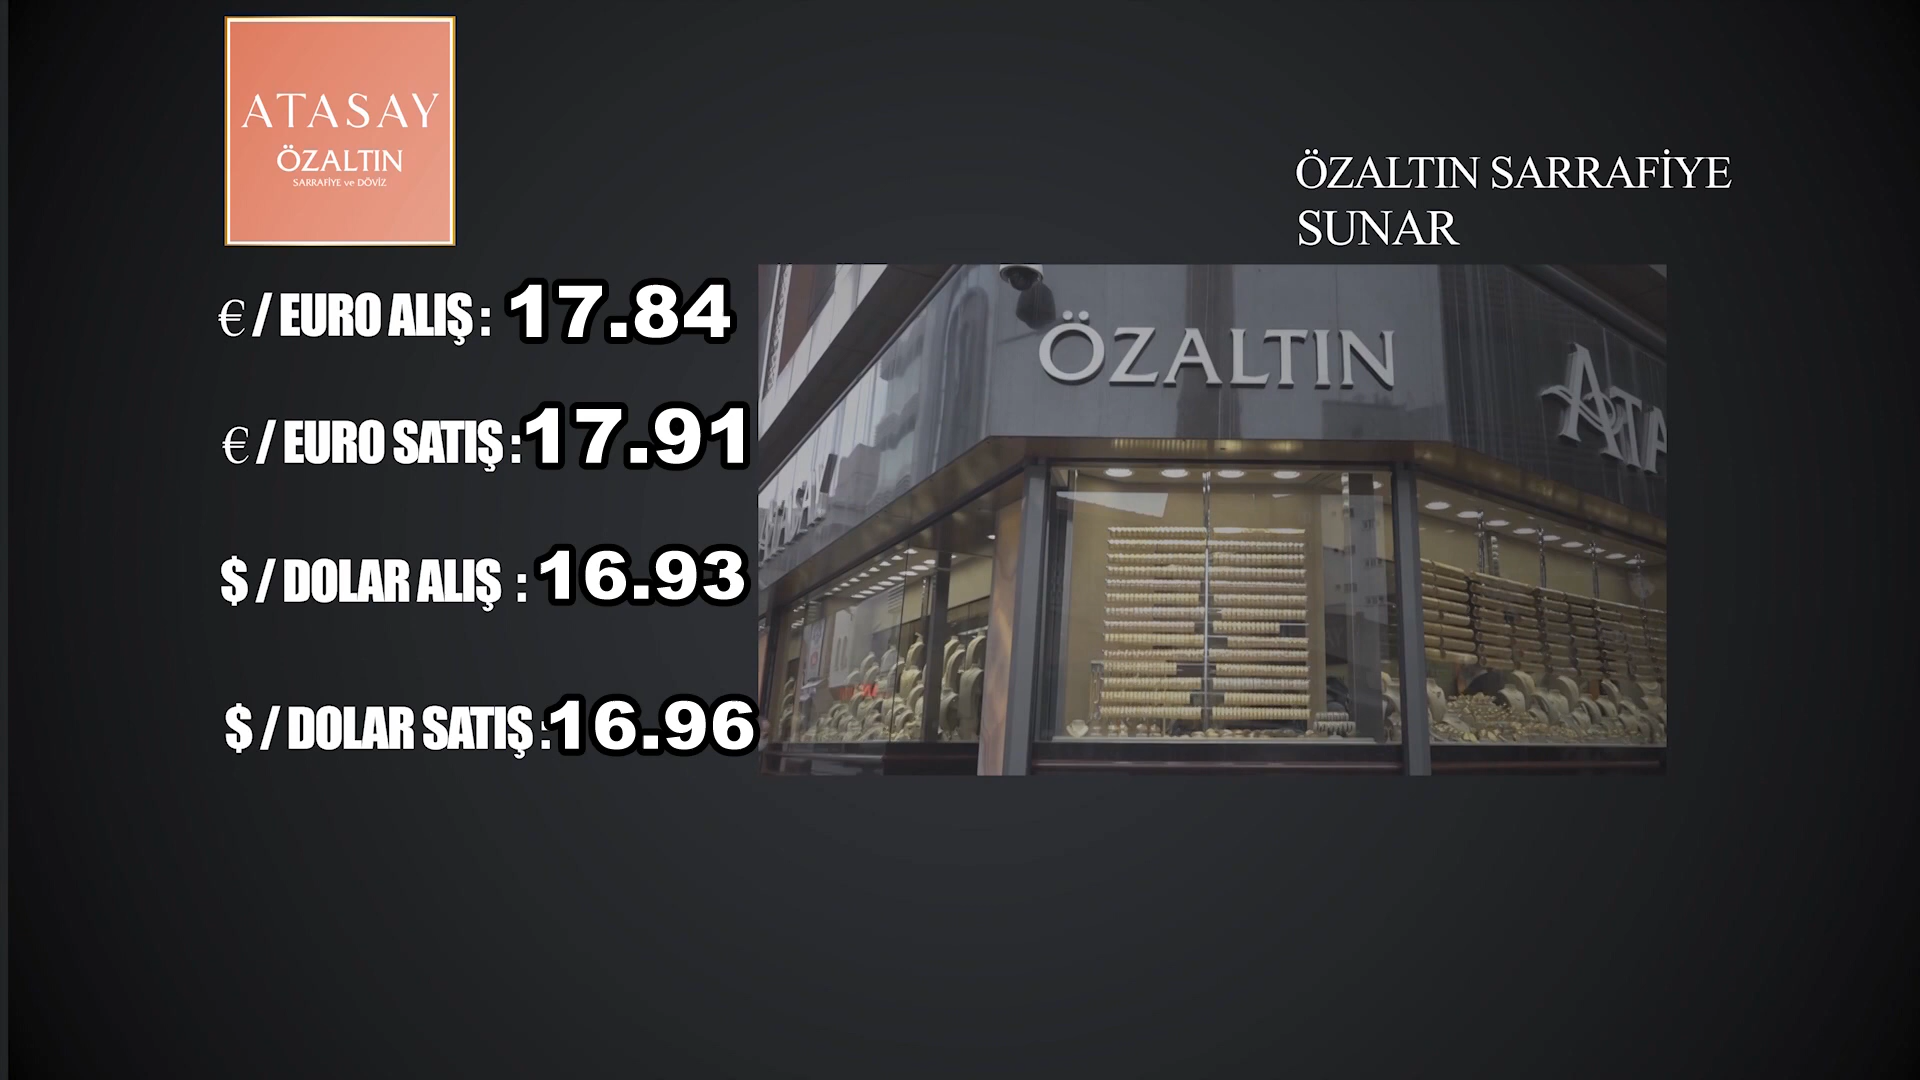 ATASAY
ÖZALTIN
SARRAFİYE ve DÖVİZ
ÖZALTIN SARRAFİYE
SUNAR
€ / EURO ALIŞ : 17.84
€ / EURO SATIŞ :17.91
$ / DOLAR ALIŞ : 16.93
$ / DOLAR SATIŞ :16.96
ÖZALTIN